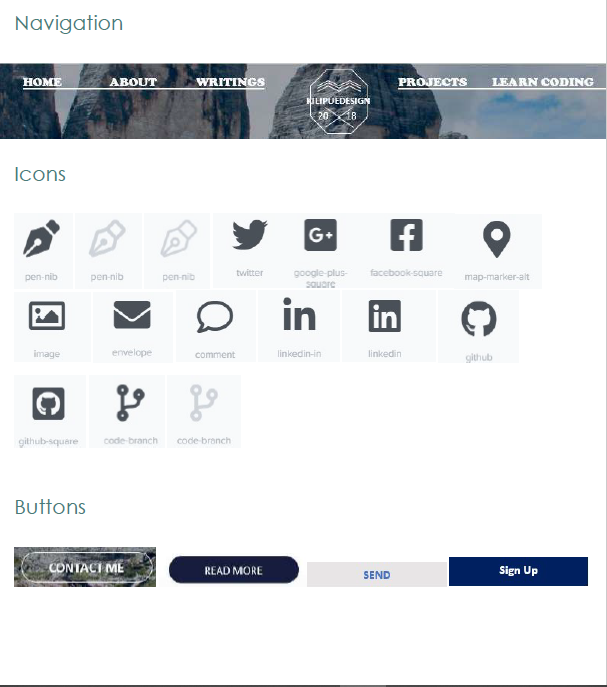 Navigation
HOME ABOUT WRITINGS PROJECTS LEARN CODING
KILIPUEDESIGN
20 18
Icons
pen-nib pen-nib pen-nib twitter google-plus-square facebook-square map-marker-alt
image envelope comment linkedin-in linkedin github
github-square code-branch code-branch
Buttons
CONTACT ME READ MORE SEND Sign Up